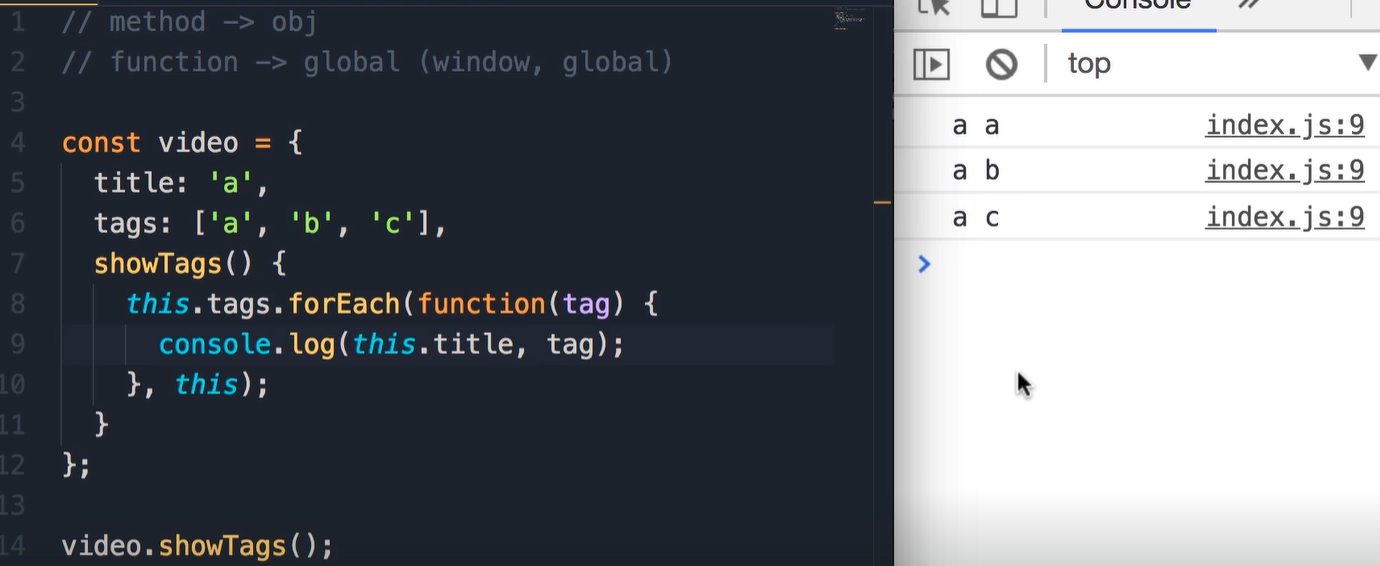 1 // method -> obj
2 // function -> global (window, global)
3
4 const video = {
5   title: 'a',
6   tags: ['a', 'b', 'c'],
7   showTags() {
8     this.tags.forEach(function(tag) {
9       console.log(this.title, tag);
10     }, this);
11   }
12 };
13
14 video.showTags();
Console »
top ▼
a a index.js:9
a b index.js:9
a c index.js:9
>